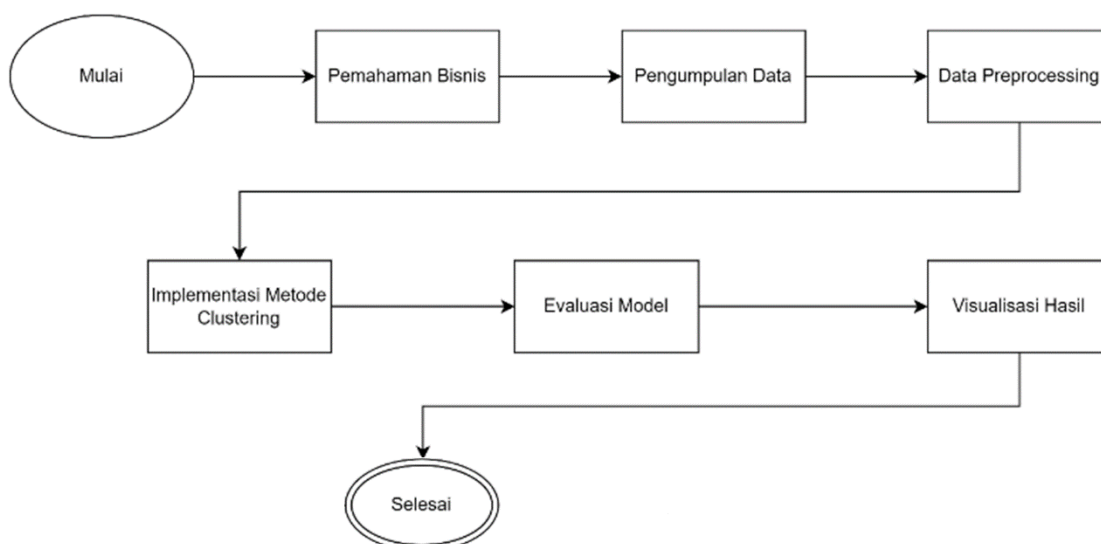 Mulai
Pemahaman Bisnis
Pengumpulan Data
Data Preprocessing
Implementasi Metode
Clustering
Evaluasi Model
Visualisasi Hasil
Selesai